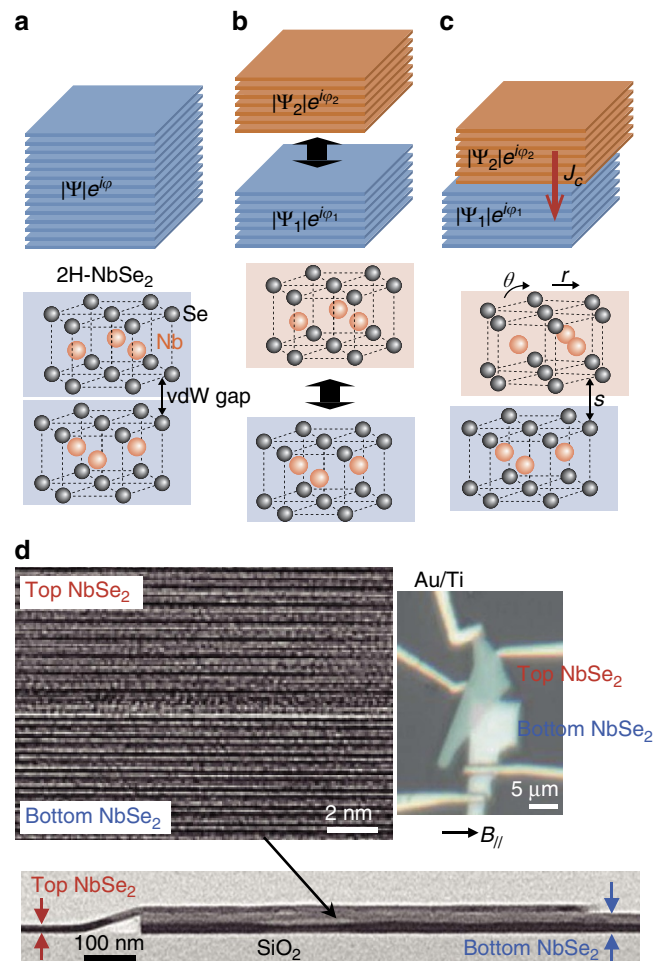 a
b
c
|Ψ|e^{iφ}
|Ψ₂|e^{iφ₂}
|Ψ₁|e^{iφ₁}
|Ψ₂|e^{iφ₂}
J_c
|Ψ₁|e^{iφ₁}
2H-NbSe₂
Se
Nb
vdW gap
θ
r
s
d
Top NbSe₂
Bottom NbSe₂
2 nm
Au/Ti
Top NbSe₂
Bottom NbSe₂
5 μm
B_{//}
Top NbSe₂
100 nm
SiO₂
Bottom NbSe₂